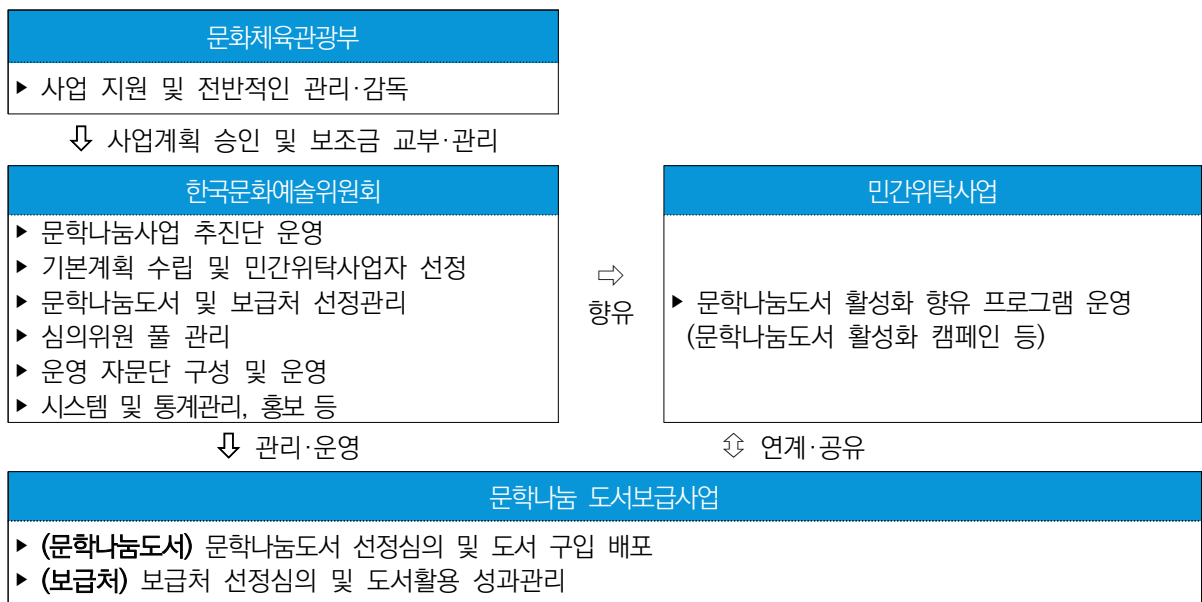 문화체육관광부
▶ 사업 지원 및 전반적인 관리·감독
⇩ 사업계획 승인 및 보조금 교부·관리
한국문화예술위원회
▶ 문학나눔사업 추진단 운영
▶ 기본계획 수립 및 민간위탁사업자 선정
▶ 문학나눔도서 및 보급처 선정관리
▶ 심의위원 풀 관리
▶ 운영 자문단 구성 및 운영
▶ 시스템 및 통계관리, 홍보 등
⇨
향유
민간위탁사업
▶ 문학나눔도서 활성화 향유 프로그램 운영
(문학나눔도서 활성화 캠페인 등)
⇩ 관리·운영
⇳ 연계·공유
문학나눔 도서보급사업
▶ (문학나눔도서) 문학나눔도서 선정심의 및 도서 구입 배포
▶ (보급처) 보급처 선정심의 및 도서활용 성과관리